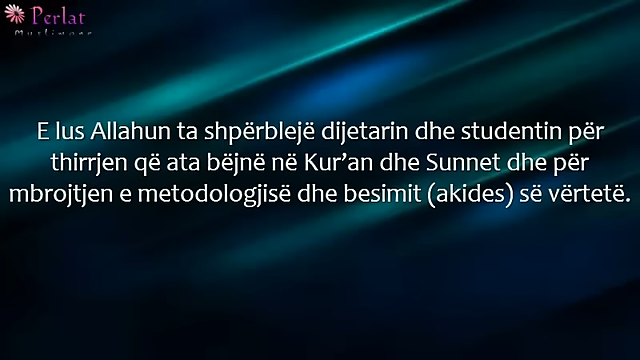 Perlat
Muslimane
E lus Allahun ta shpërblejë dijetarin dhe studentin për
thirrjen që ata bëjnë në Kur’an dhe Sunnet dhe për
mbrojtjen e metodologjisë dhe besimit (akides) së vërtetë.